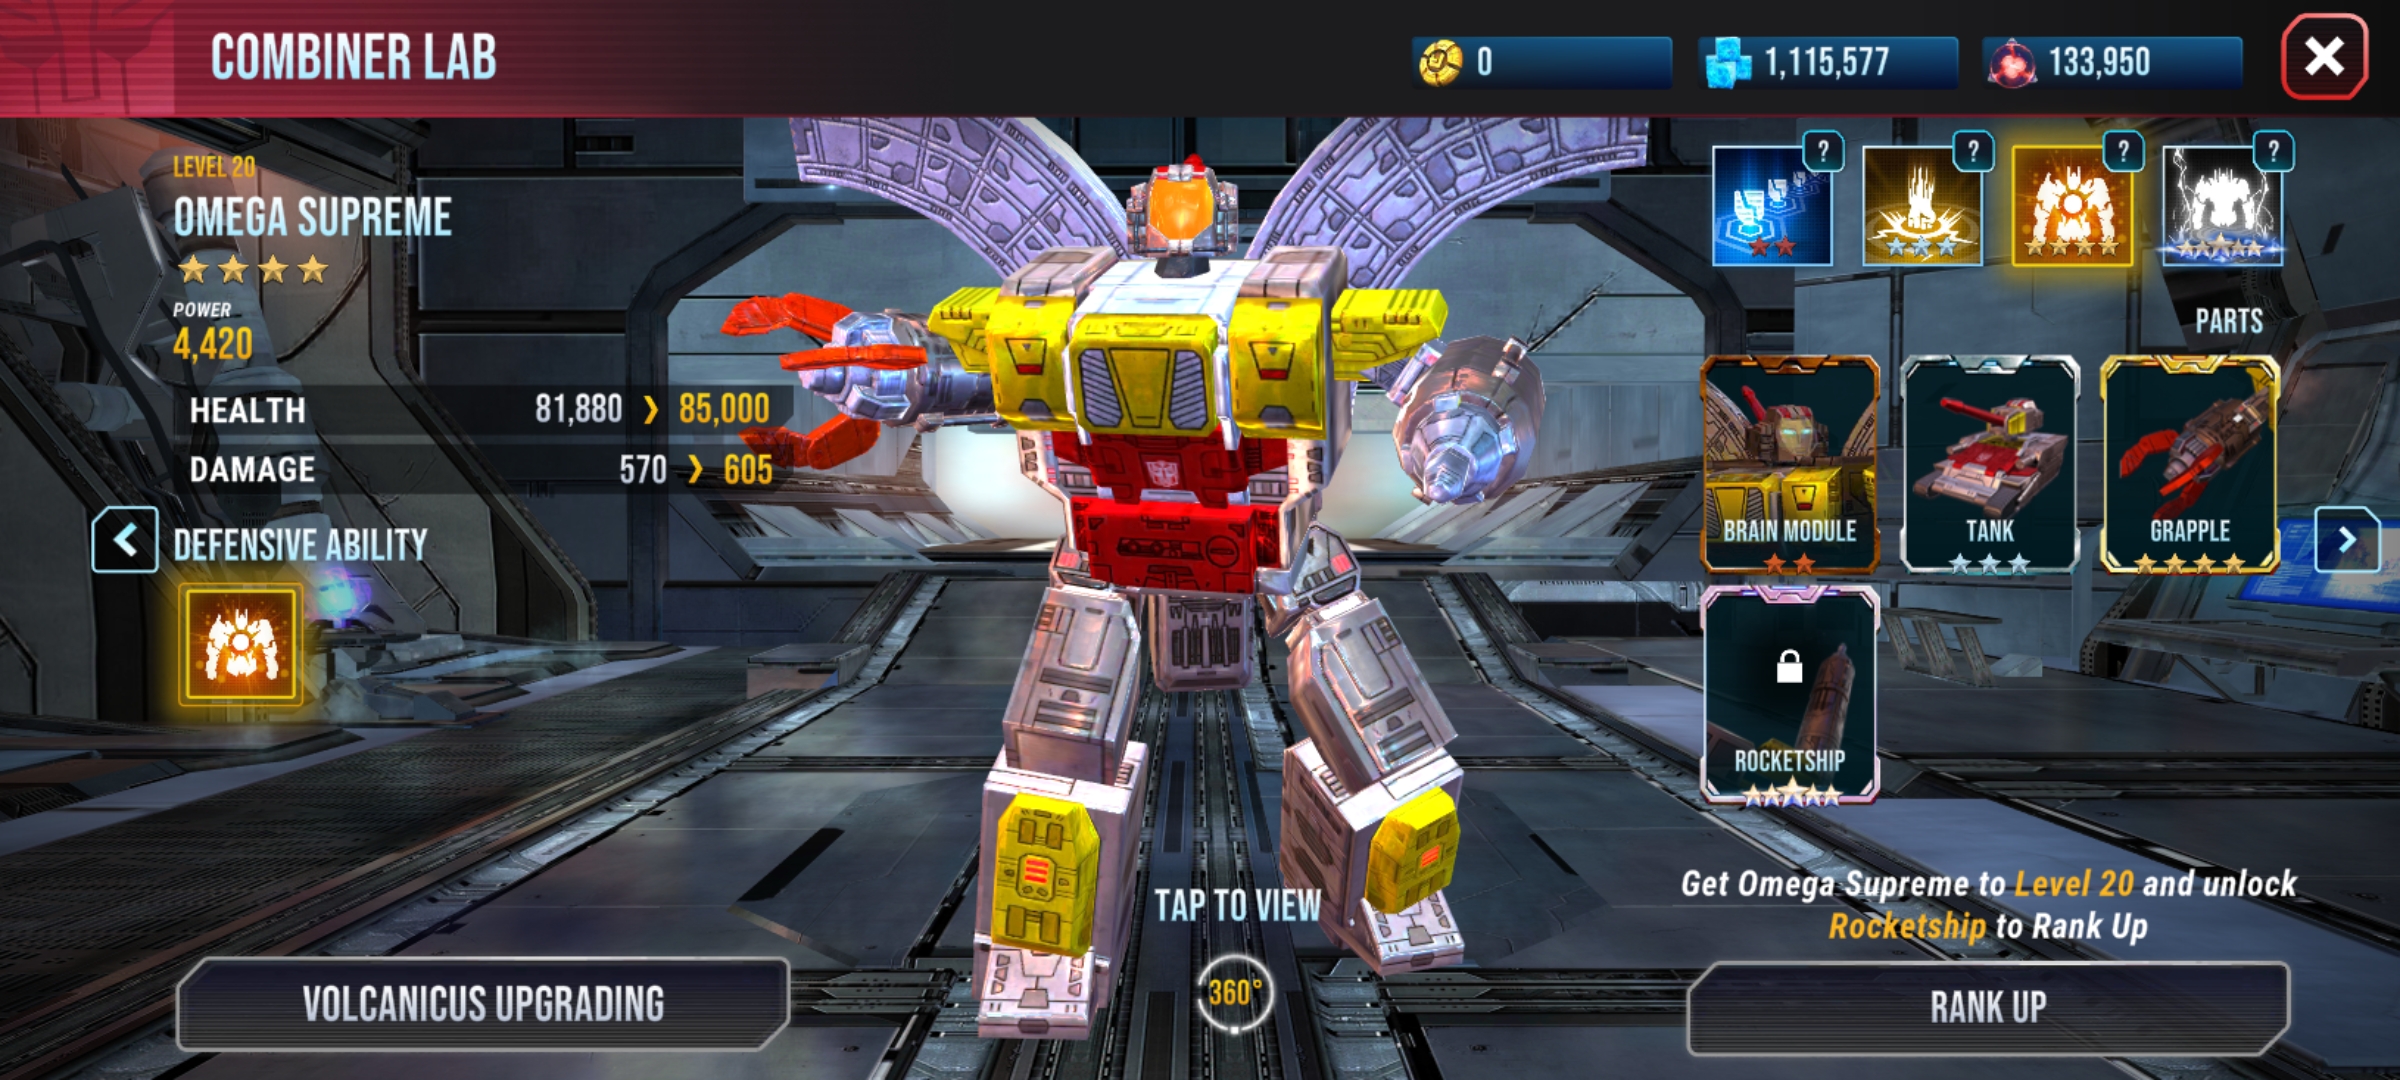 COMBINER LAB
0
1,115,577
133,950
LEVEL 20
OMEGA SUPREME
POWER
4,420
HEALTH 81,880 > 85,000
DAMAGE 570 > 605
DEFENSIVE ABILITY
VOLCANICUS UPGRADING
TAP TO VIEW
360°
? ? ? ?
PARTS
BRAIN MODULE
TANK
GRAPPLE
ROCKETSHIP
Get Omega Supreme to Level 20 and unlock
Rocketship to Rank Up
RANK UP